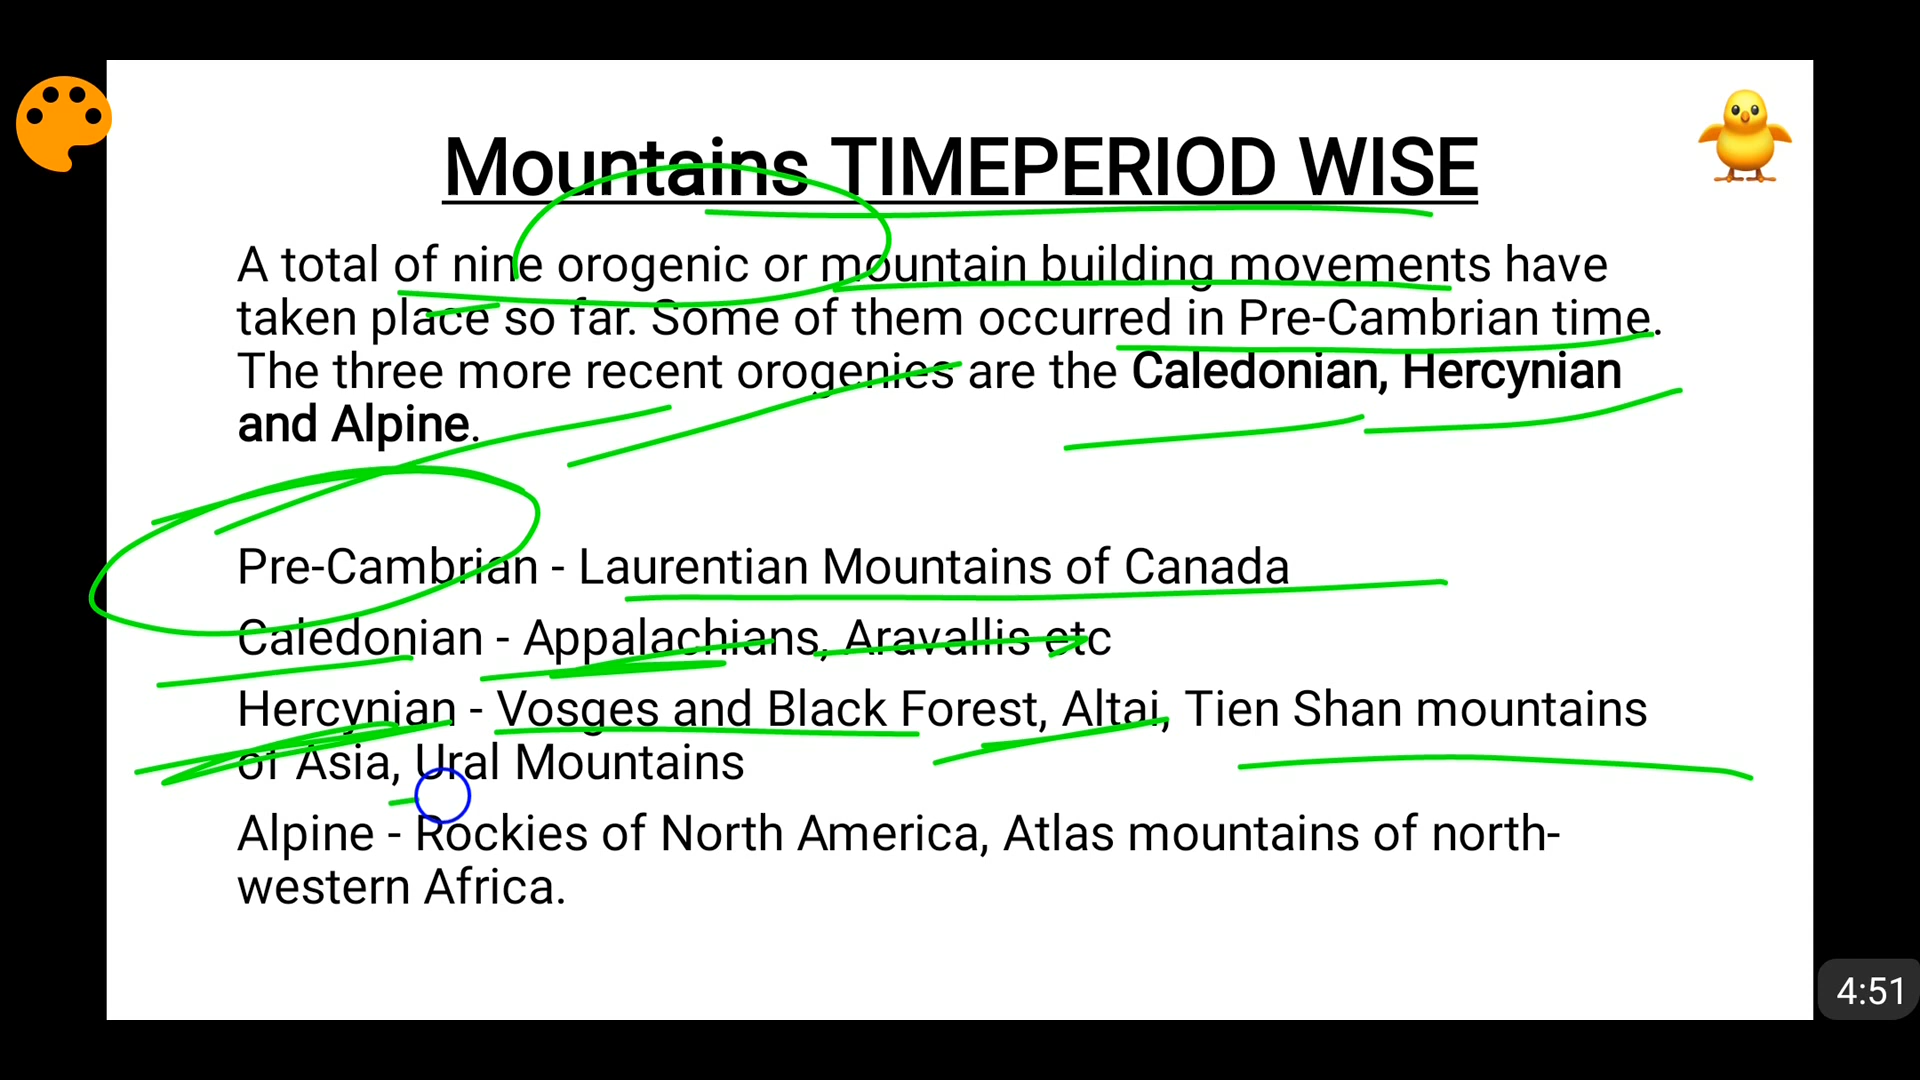 Mountains TIMEPERIOD WISE
A total of nine orogenic or mountain building movements have
taken place so far. Some of them occurred in Pre-Cambrian time.
The three more recent orogenies are the Caledonian, Hercynian
and Alpine.
Pre-Cambrian - Laurentian Mountains of Canada
Caledonian - Appalachians, Aravallis etc
Hercynian - Vosges and Black Forest, Altai, Tien Shan mountains
of Asia, Ural Mountains
Alpine - Rockies of North America, Atlas mountains of north-
western Africa.
4:51